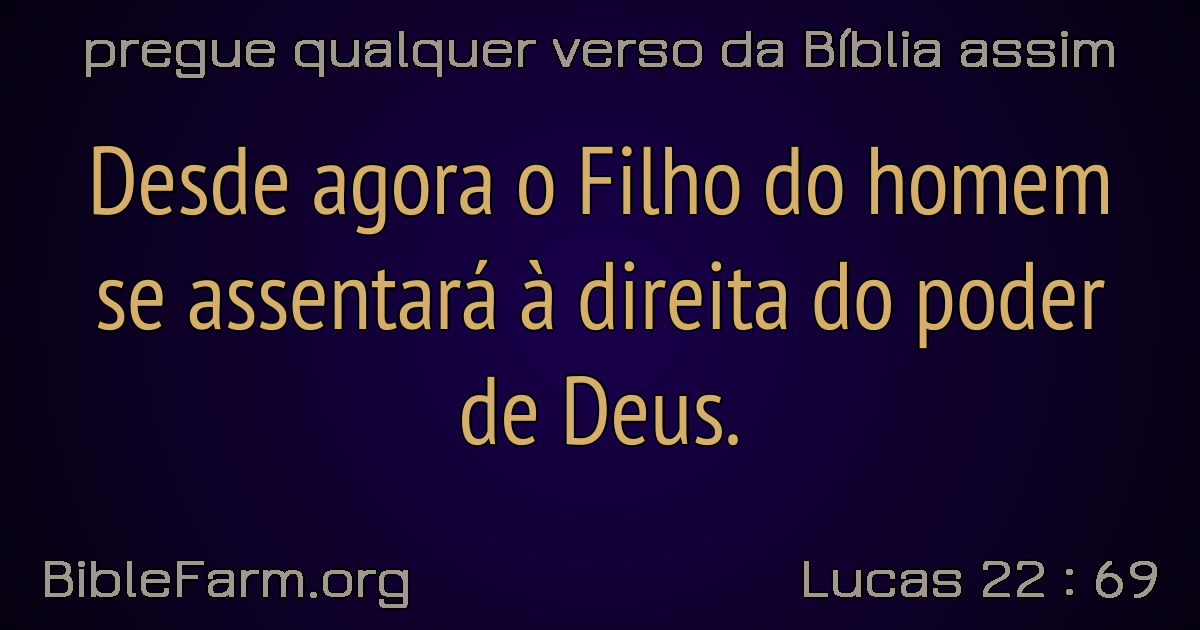 pregue qualquer verso da Bíblia assim
Desde agora o Filho do homem
se assentará à direita do poder
de Deus.
BibleFarm.org
Lucas 22 : 69